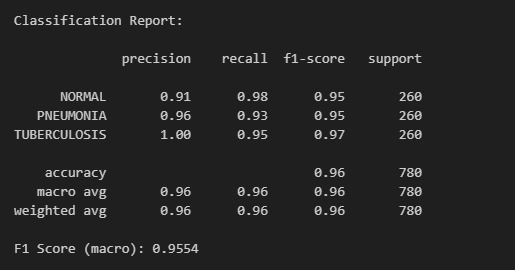 Classification Report:
precision recall f1-score support
NORMAL 0.91 0.98 0.95 260
PNEUMONIA 0.96 0.93 0.95 260
TUBERCULOSIS 1.00 0.95 0.97 260
accuracy 0.96 780
macro avg 0.96 0.96 0.96 780
weighted avg 0.96 0.96 0.96 780
F1 Score (macro): 0.9554